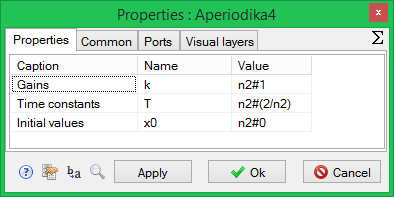 Properties : Aperiodika4
x
Properties Common Ports Visual layers Σ
Caption Name Value
Gains k n2#1
Time constants T n2#(2/n2)
Initial values x0 n2#0
? ba Apply Ok Cancel